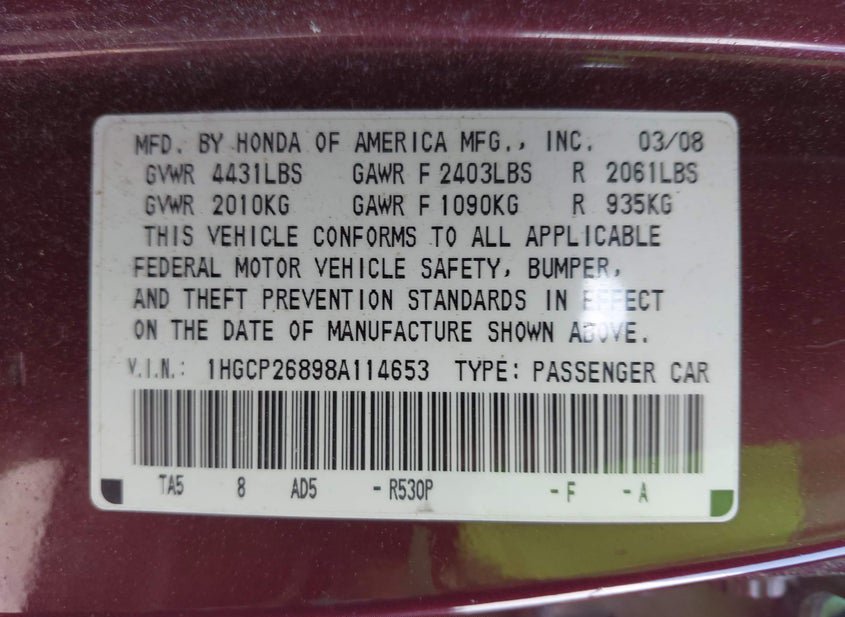 MFD. BY HONDA OF AMERICA MFG., INC. 03/08
GVWR 4431LBS GAWR F 2403LBS R 2061LBS
GVWR 2010KG GAWR F 1090KG R 935KG
THIS VEHICLE CONFORMS TO ALL APPLICABLE
FEDERAL MOTOR VEHICLE SAFETY, BUMPER,
AND THEFT PREVENTION STANDARDS IN EFFECT
ON THE DATE OF MANUFACTURE SHOWN ABOVE.
V.I.N.: 1HGCP26898A114653 TYPE: PASSENGER CAR
TA5 8 AD5 -R530P -F -A